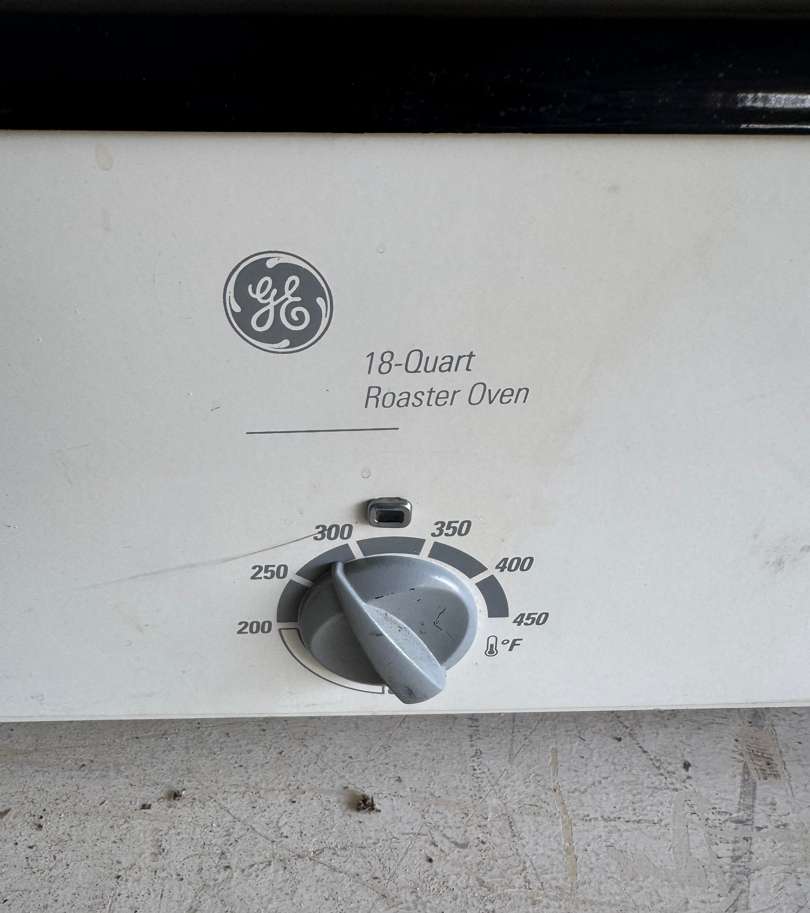 GE
18-Quart
Roaster Oven
300 350
250 400
200 450
°F